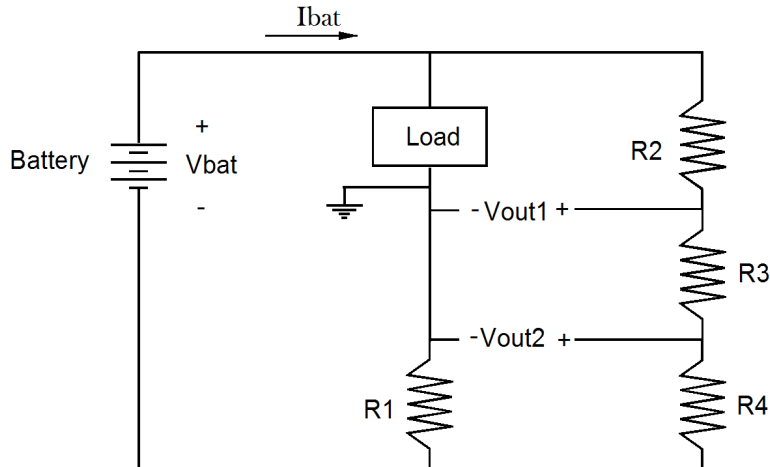 Ibat
+
Battery
Vbat
-
Load
R2
- Vout1 +
R3
- Vout2 +
R1
R4